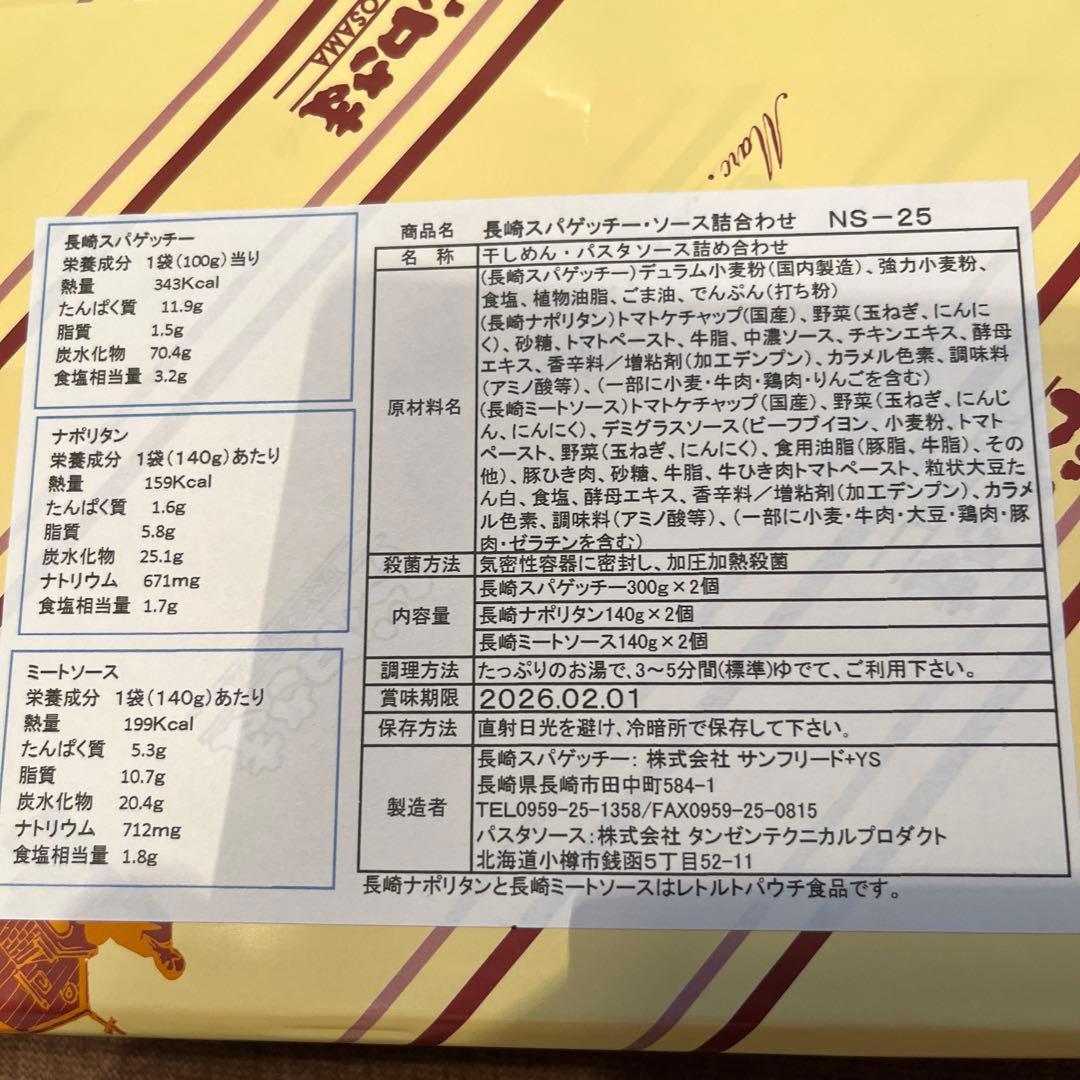 ドロさま
OSAMA
Marc.
長崎スパゲッチー
栄養成分 1袋(100g)当り
熱量 343Kcal
たんぱく質 11.9g
脂質 1.5g
炭水化物 70.4g
食塩相当量 3.2g
ナポリタン
栄養成分 1袋(140g)あたり
熱量 159Kcal
たんぱく質 1.6g
脂質 5.8g
炭水化物 25.1g
ナトリウム 671mg
食塩相当量 1.7g
ミートソース
栄養成分 1袋(140g)あたり
熱量 199Kcal
たんぱく質 5.3g
脂質 10.7g
炭水化物 20.4g
ナトリウム 712mg
食塩相当量 1.8g
商品名 長崎スパゲッチー・ソース詰合わせ NS-25
名称 干しめん・パスタソース詰め合わせ
原材料名
(長崎スパゲッチー)デュラム小麦粉(国内製造)、強力小麦粉、
食塩、植物油脂、ごま油、でんぷん(打ち粉)
(長崎ナポリタン)トマトケチャップ(国産)、野菜(玉ねぎ、にんにく
)、砂糖、トマトペースト、牛脂、中濃ソース、チキンエキス、酵母
エキス、香辛料/増粘剤(加工デンプン)、カラメル色素、調味料
(アミノ酸等)、(一部に小麦・牛肉・鶏肉・りんごを含む)
(長崎ミートソース)トマトケチャップ(国産)、野菜(玉ねぎ、にんじ
ん、にんにく)、デミグラスソース(ビーフブイヨン、小麦粉、トマト
ペースト、野菜(玉ねぎ、にんにく)、食用油脂(豚脂、牛脂)、その
他)、豚ひき肉、砂糖、牛脂、牛ひき肉トマトペースト、粒状大豆た
ん白、食塩、酵母エキス、香辛料/増粘剤(加工デンプン)、カラメ
ル色素、調味料(アミノ酸等)、(一部に小麦・牛肉・大豆・鶏肉・豚
肉・ゼラチンを含む)
殺菌方法 気密性容器に密封し、加圧加熱殺菌
内容量
長崎スパゲッチー300g×2個
長崎ナポリタン140g×2個
長崎ミートソース140g×2個
調理方法 たっぷりのお湯で、3～5分間(標準)ゆでて、ご利用下さい。
賞味期限 2026.02.01
保存方法 直射日光を避け、冷暗所で保存して下さい。
製造者
長崎スパゲッチー: 株式会社 サンフリード+YS
長崎県長崎市田中町584-1
TEL0959-25-1358/FAX0959-25-0815
パスタソース:株式会社 タンゼンテクニカルプロダクト
北海道小樽市銭函5丁目52-11
長崎ナポリタンと長崎ミートソースはレトルトパウチ食品です。